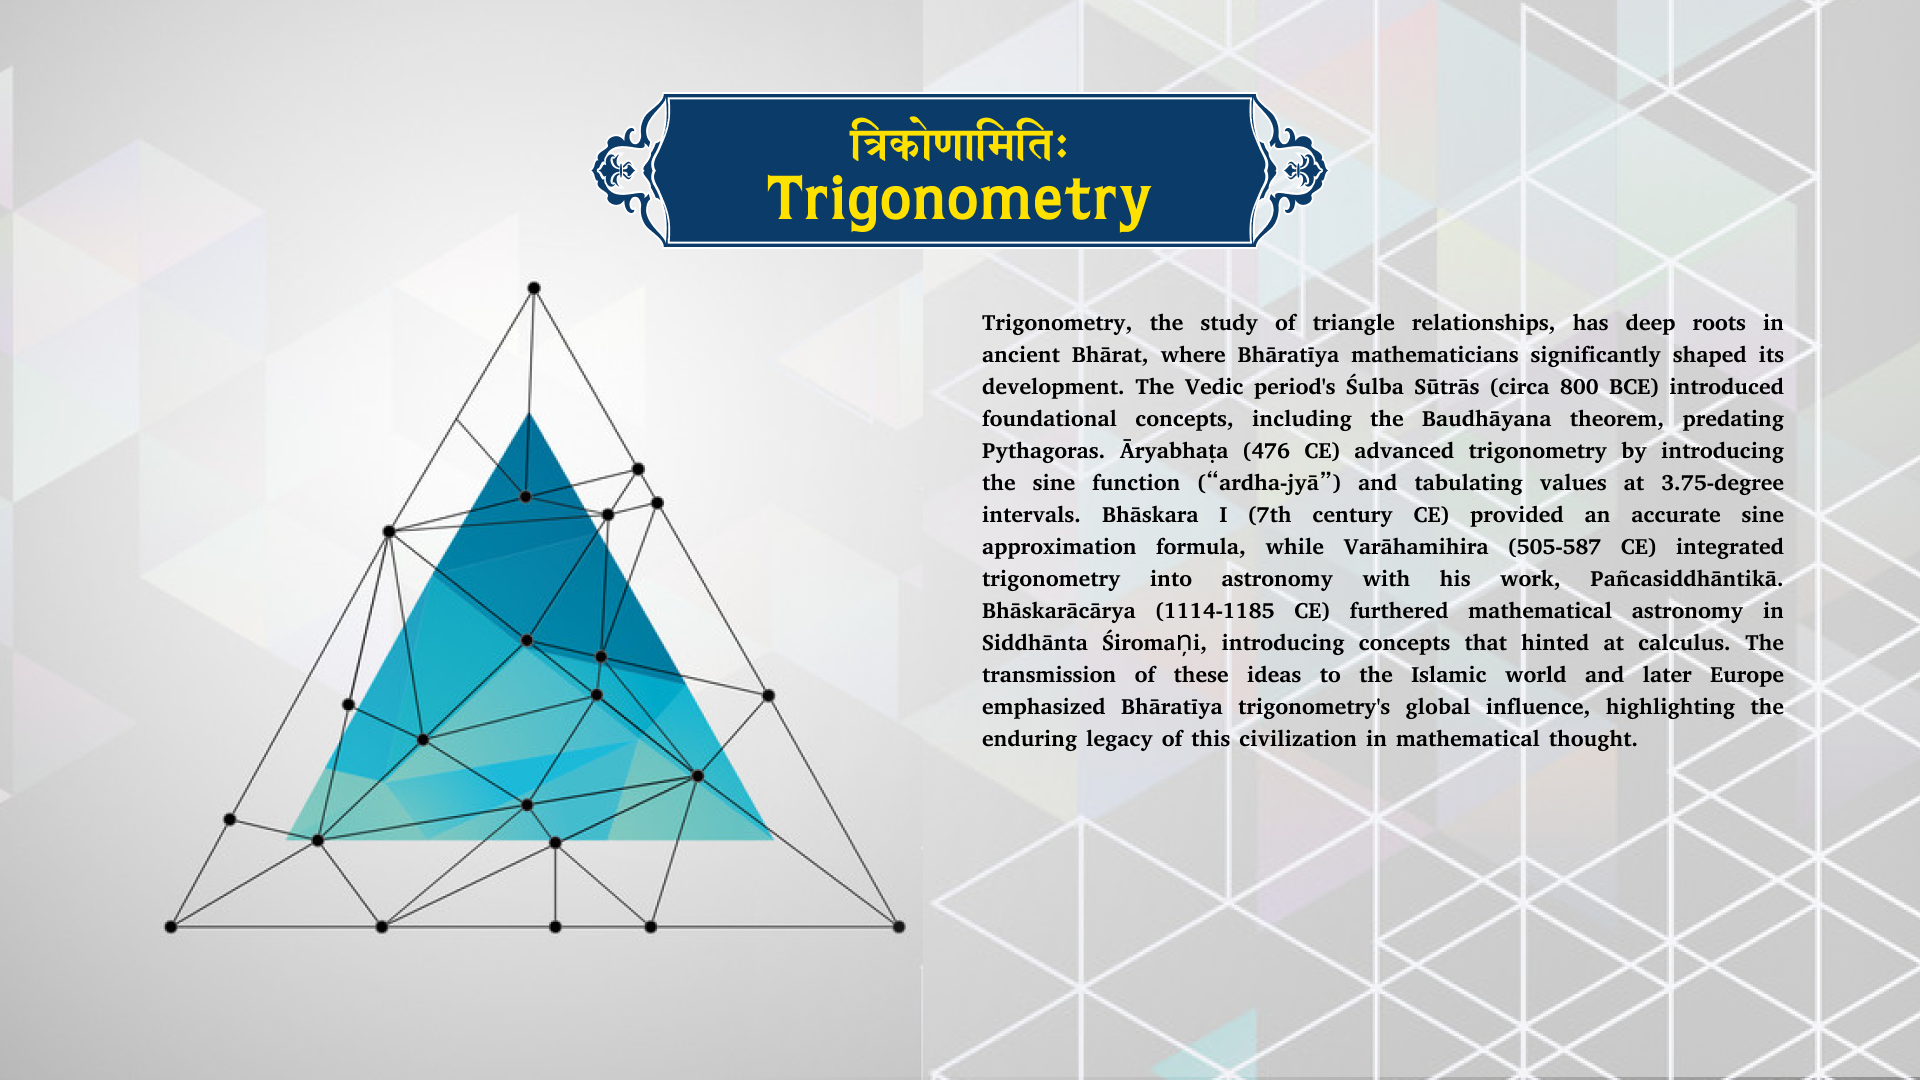 त्रिकोणामितिः
Trigonometry
Trigonometry, the study of triangle relationships, has deep roots in
ancient Bhārat, where Bhāratīya mathematicians significantly shaped its
development. The Vedic period's Śulba Sūtrās (circa 800 BCE) introduced
foundational concepts, including the Baudhāyana theorem, predating
Pythagoras. Āryabhaṭa (476 CE) advanced trigonometry by introducing
the sine function (“ardha-jyā”) and tabulating values at 3.75-degree
intervals. Bhāskara I (7th century CE) provided an accurate sine
approximation formula, while Varāhamihira (505-587 CE) integrated
trigonometry into astronomy with his work, Pañcasiddhāntikā.
Bhāskarācārya (1114-1185 CE) furthered mathematical astronomy in
Siddhānta ŚiromaṆi, introducing concepts that hinted at calculus. The
transmission of these ideas to the Islamic world and later Europe
emphasized Bhāratīya trigonometry's global influence, highlighting the
enduring legacy of this civilization in mathematical thought.